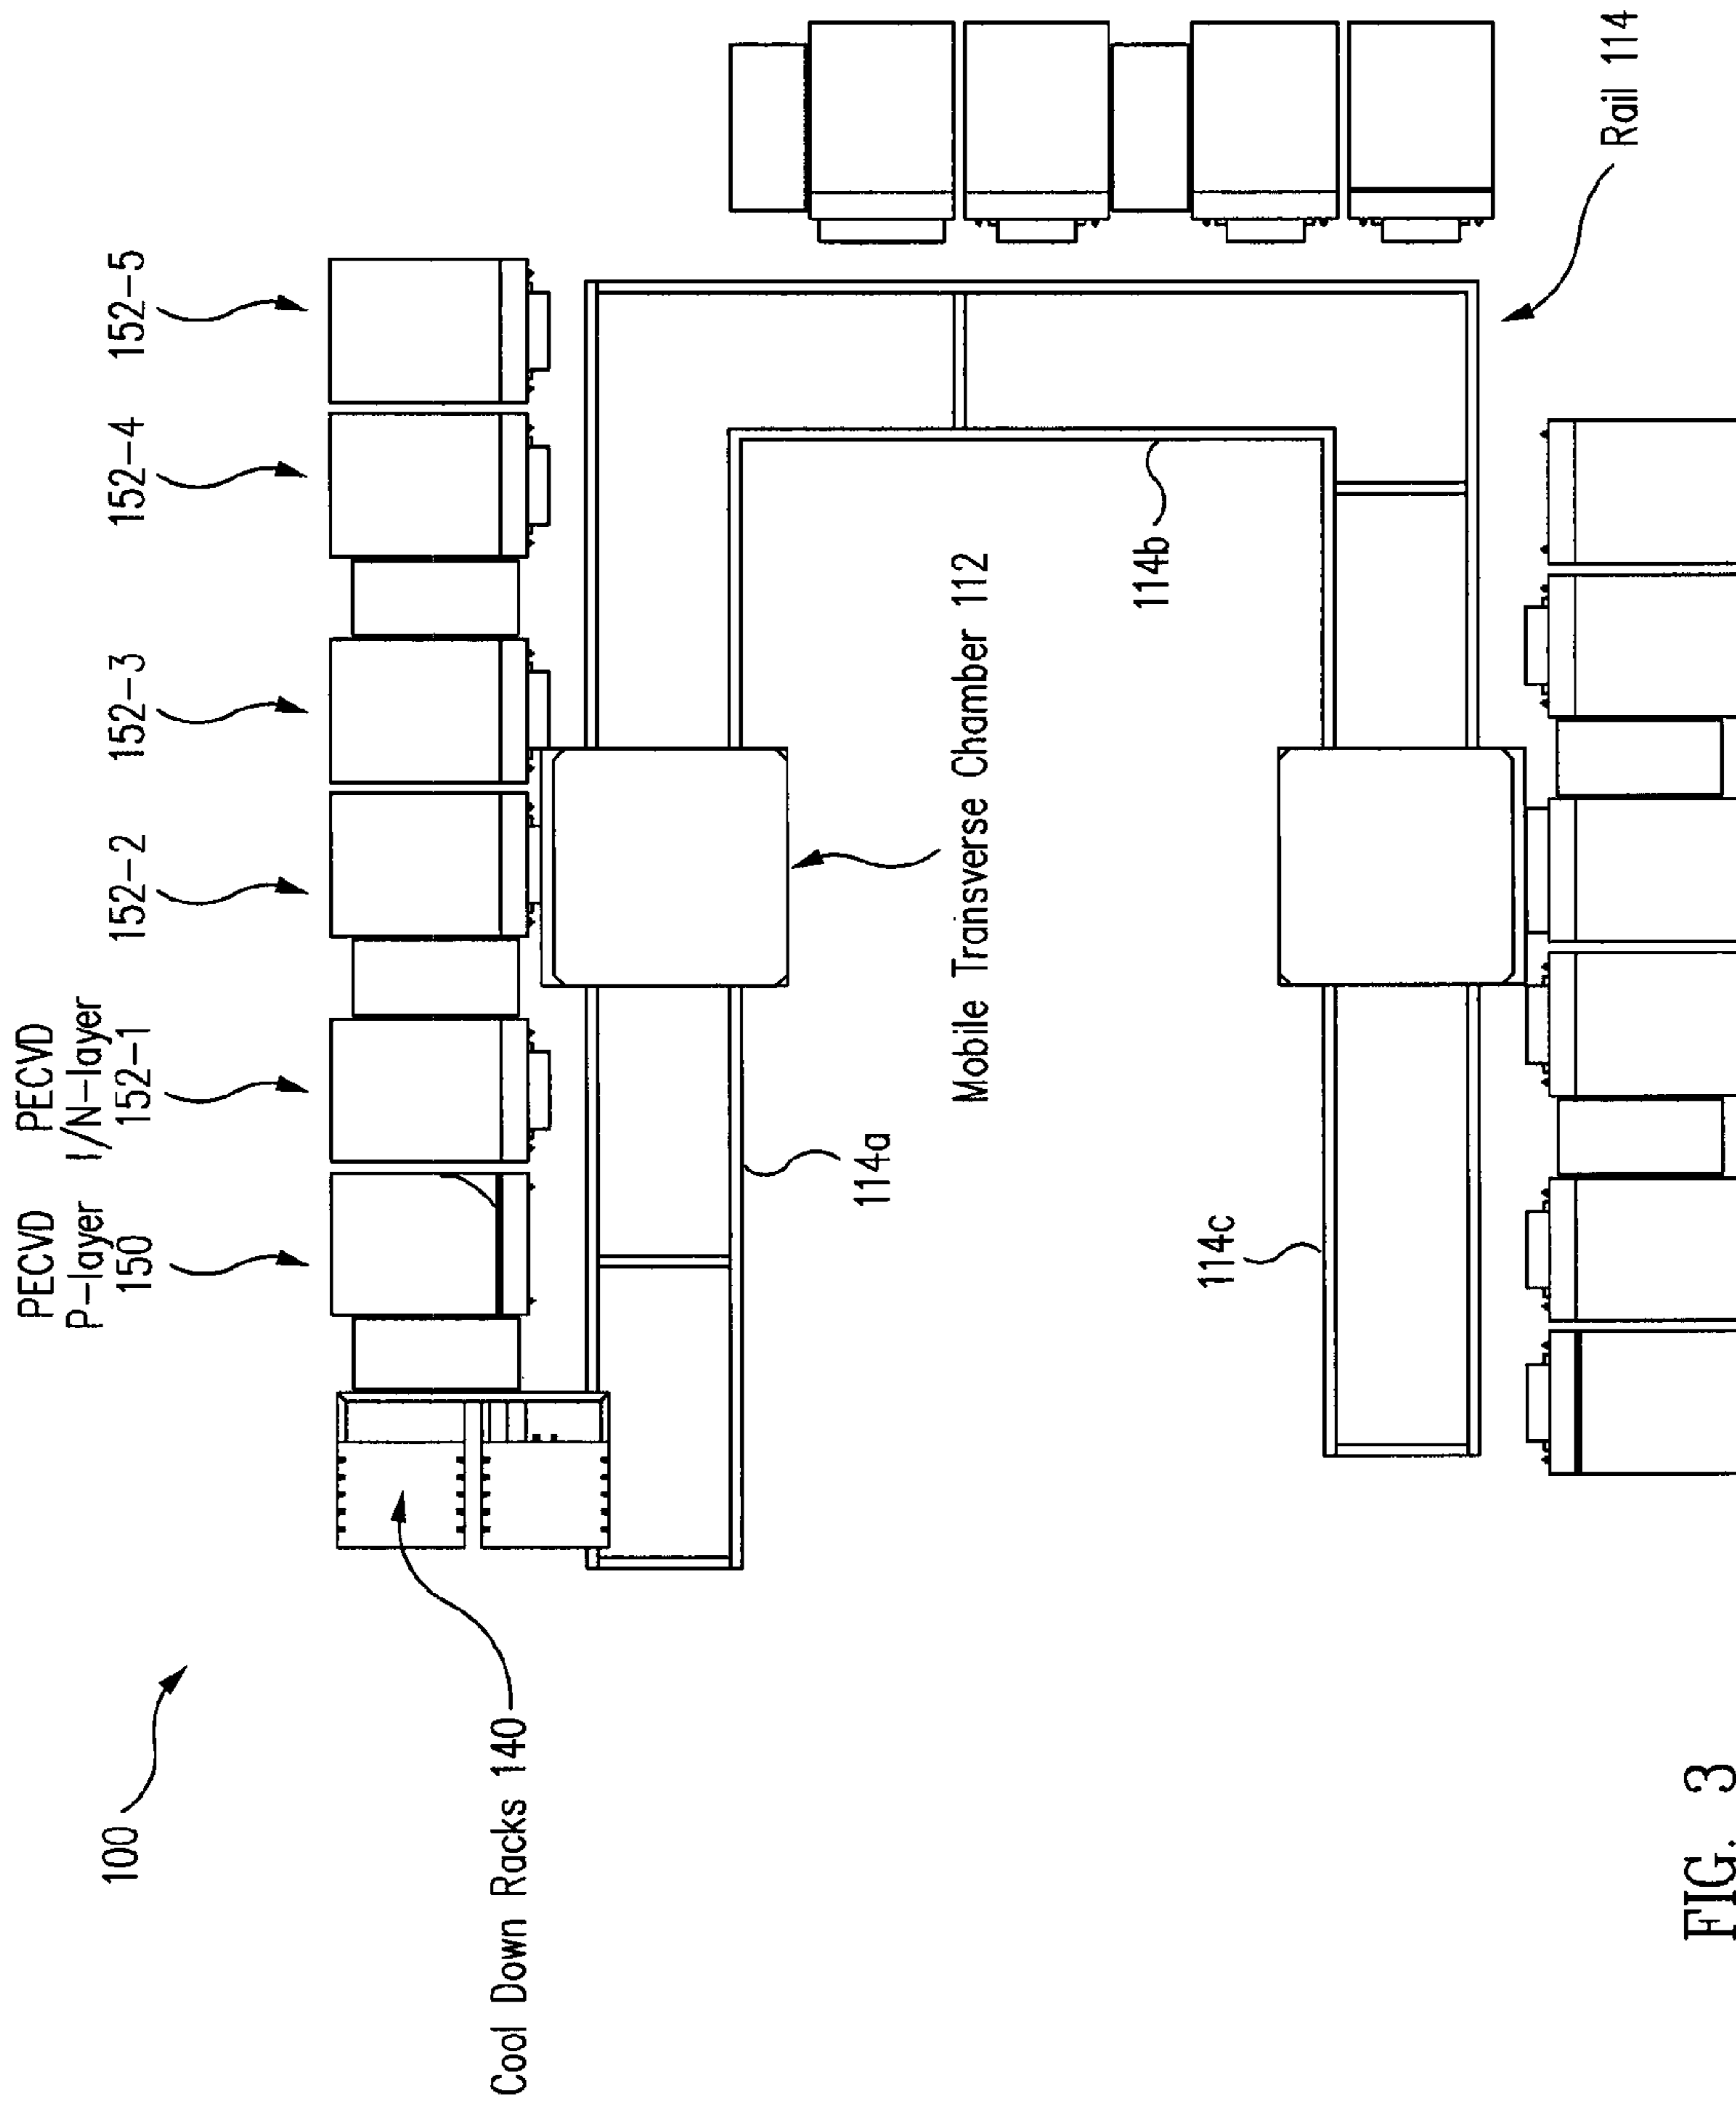 100
Cool Down Racks 140
PECVD
P-layer
150
PECVD
I/N-layer
152-1
152-2
152-3
152-4
152-5
114a
Mobile Transverse Chamber 112
114b
114c
Rail 114
FIG. 3